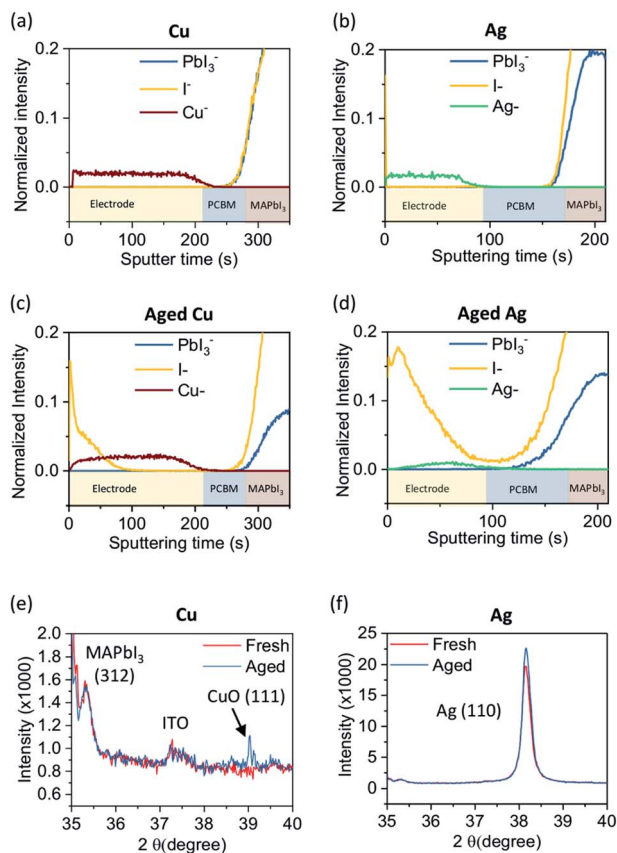 (a) Cu
Normalized intensity
0.2
0.1
0.0
PbI₃⁻
I⁻
Cu⁻
Electrode PCBM MAPbI₃
0 100 200 300
Sputter time (s)
(b) Ag
Normalized intensity
0.2
0.1
0.0
PbI₃⁻
I-
Ag-
Electrode PCBM MAPbI₃
0 100 200
Sputtering time (s)
(c) Aged Cu
Normalized Intensity
0.2
0.1
0.0
PbI₃⁻
I-
Cu-
Electrode PCBM MAPbI₃
0 100 200 300
Sputtering time (s)
(d) Aged Ag
Normalized Intensity
0.2
0.1
0.0
PbI₃⁻
I-
Ag-
Electrode PCBM MAPbI₃
0 100 200
Sputtering time (s)
(e) Cu
Intensity (x1000)
2.0
1.8
1.6
1.4
1.2
1.0
0.8
0.6
MAPbI₃
(312)
Fresh
Aged
CuO (111)
ITO
35 36 37 38 39 40
2 θ(degree)
(f) Ag
Intensity (x1000)
25
20
15
10
5
0
Fresh
Aged
Ag (110)
35 36 37 38 39 40
2 θ(degree)